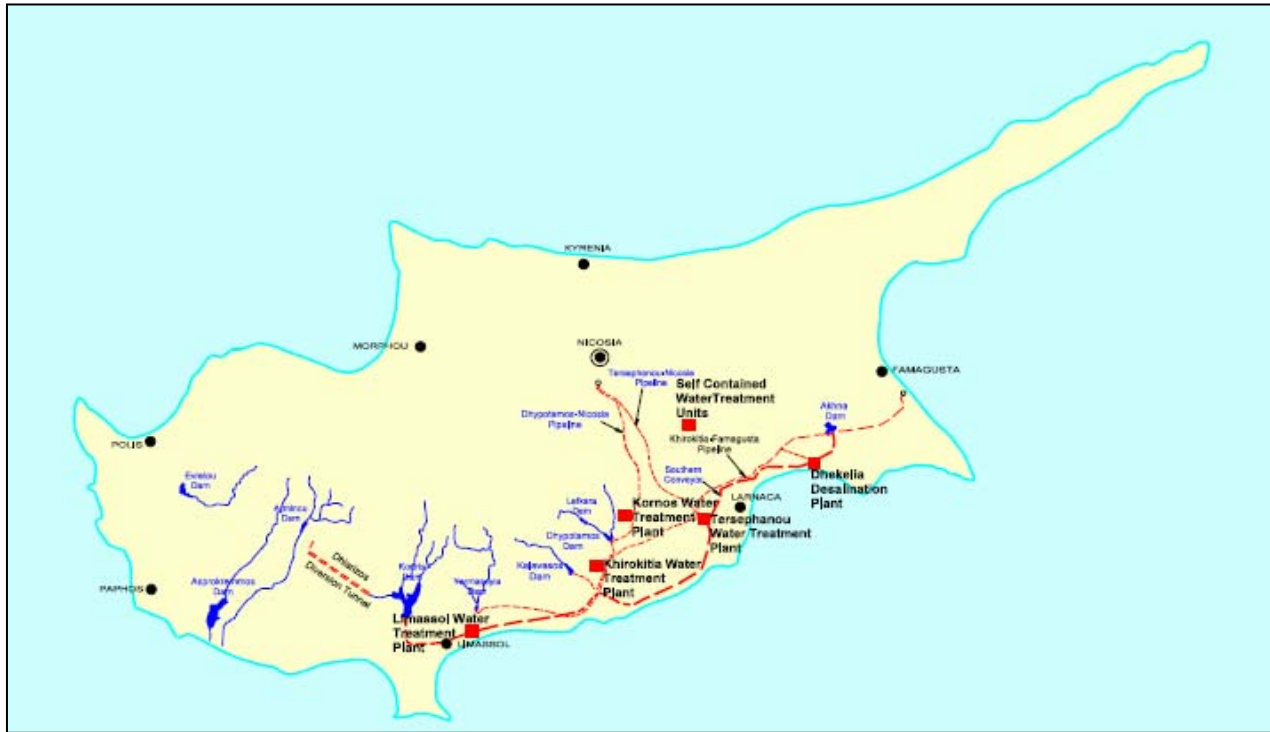 KYRENIA
MORPHOU
NICOSIA
Tersephanou-Nicosia
Pipeline
FAMAGUSTA
Self Contained
WaterTreatment
Units
Akhna
Dam
Dhypotamos-Nicosia
Pipeline
Khirokitia-Famagusta
Pipeline
POLIS
Southern
Conveyor
Dhekelia
Desalination
Plant
Evretou
Dam
Lefkara
Dam
Kornos Water
Treatment
Plant
LARNACA
Tersephanou
Water Treatment
Plant
Dam
Dhypotamos
Dam
Dhiarizos
Diversion Tunnel
Kalavasos
Dam
Khirokitia Water
Treatment
Plant
PAPHOS
Asprokremmos
Dam
Dam
Yermasoyia
Dam
Limassol Water
Treatment
Plant
LIMASSOL